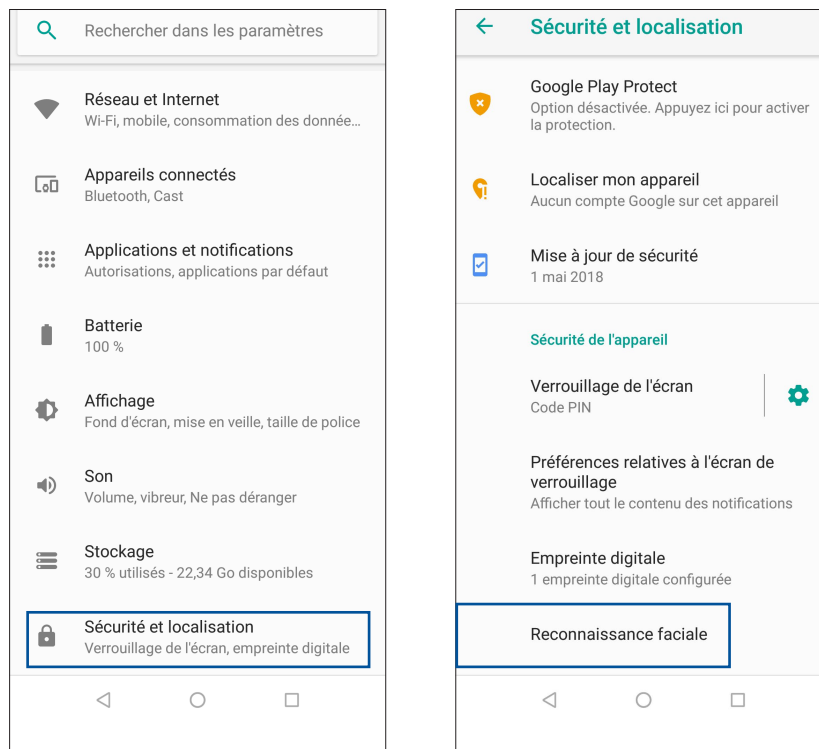 Rechercher dans les paramètres
Réseau et Internet
Wi-Fi, mobile, consommation des donnée...
Appareils connectés
Bluetooth, Cast
Applications et notifications
Autorisations, applications par défaut
Batterie
100 %
Affichage
Fond d'écran, mise en veille, taille de police
Son
Volume, vibreur, Ne pas déranger
Stockage
30 % utilisés - 22,34 Go disponibles
Sécurité et localisation
Verrouillage de l'écran, empreinte digitale
Sécurité et localisation
Google Play Protect
Option désactivée. Appuyez ici pour activer
la protection.
Localiser mon appareil
Aucun compte Google sur cet appareil
Mise à jour de sécurité
1 mai 2018
Sécurité de l'appareil
Verrouillage de l'écran
Code PIN
Préférences relatives à l'écran de
verrouillage
Afficher tout le contenu des notifications
Empreinte digitale
1 empreinte digitale configurée
Reconnaissance faciale